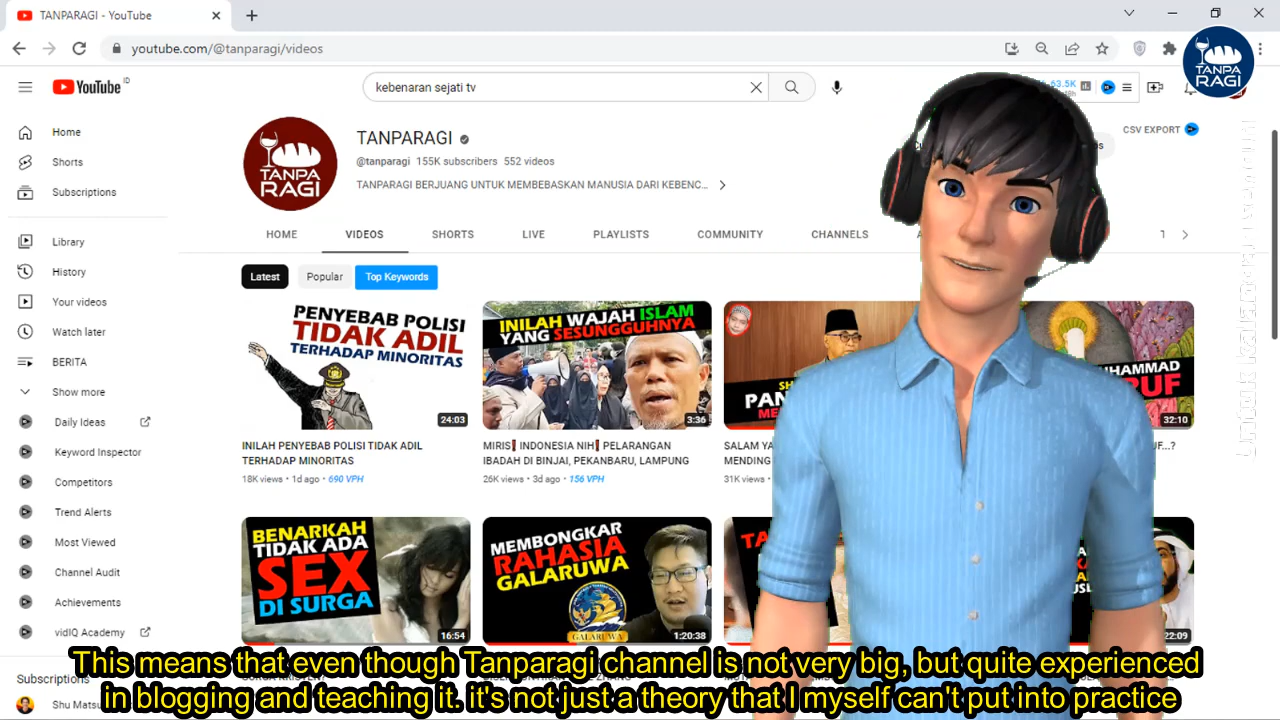 TANPARAGI - YouTube
youtube.com/@tanparagi/videos
YouTube ID
kebenaran sejati tv
63.5K
TANPA
RAGI
CSV EXPORT
Home
Shorts
Subscriptions
Library
History
Your videos
Watch later
BERITA
Show more
Daily Ideas
Keyword Inspector
Competitors
Trend Alerts
Most Viewed
Channel Audit
Achievements
vidIQ Academy
Subscriptions
Shu Matsu
TANPA
RAGI
TANPARAGI
@tanparagi 155K subscribers 552 videos
TANPARAGI BERJUANG UNTUK MEMBEBASKAN MANUSIA DARI KEBENC...
HOME VIDEOS SHORTS LIVE PLAYLISTS COMMUNITY CHANNELS
Latest Popular Top Keywords
PENYEBAB POLISI
TIDAK ADIL
TERHADAP MINORITAS
24:03
INILAH PENYEBAB POLISI TIDAK ADIL
TERHADAP MINORITAS
18K views • 1d ago • 690 VPH
INILAH WAJAH ISLAM
YANG SESUNGGUHNYA
3:36
MIRIS‼️ INDONESIA NIH‼️ PELARANGAN
IBADAH DI BINJAI, PEKANBARU, LAMPUNG
26K views • 3d ago • 156 VPH
SALAM YA
MENDING
31K views •
32:10
BENARKAH
TIDAK ADA
SEX
DI SURGA
16:54
MEMBONGKAR
RAHASIA
GALARUWA
GALARUWA
1:20:38
22:09
This means that even though Tanparagi channel is not very big, but quite experienced
in blogging and teaching it. it's not just a theory that I myself can't put into practice